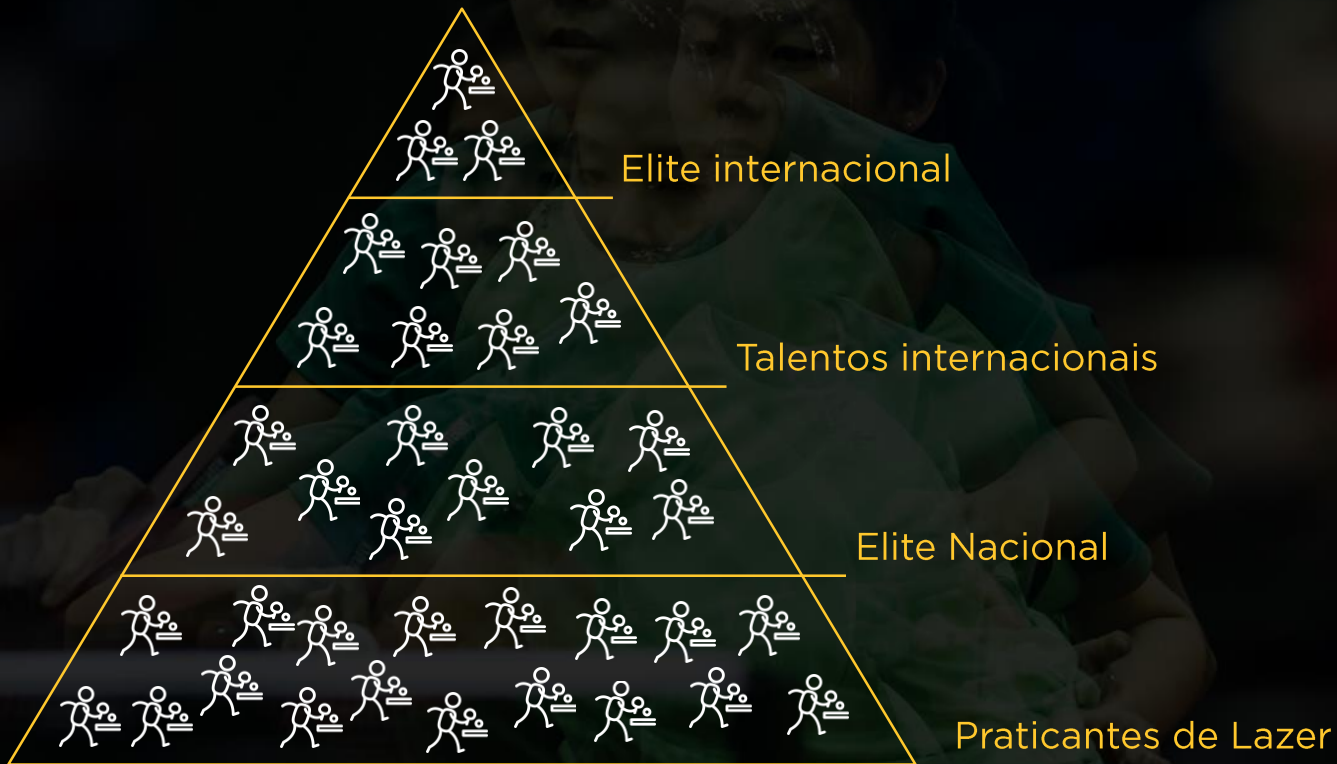 Elite internacional
Talentos internacionais
Elite Nacional
Praticantes de Lazer